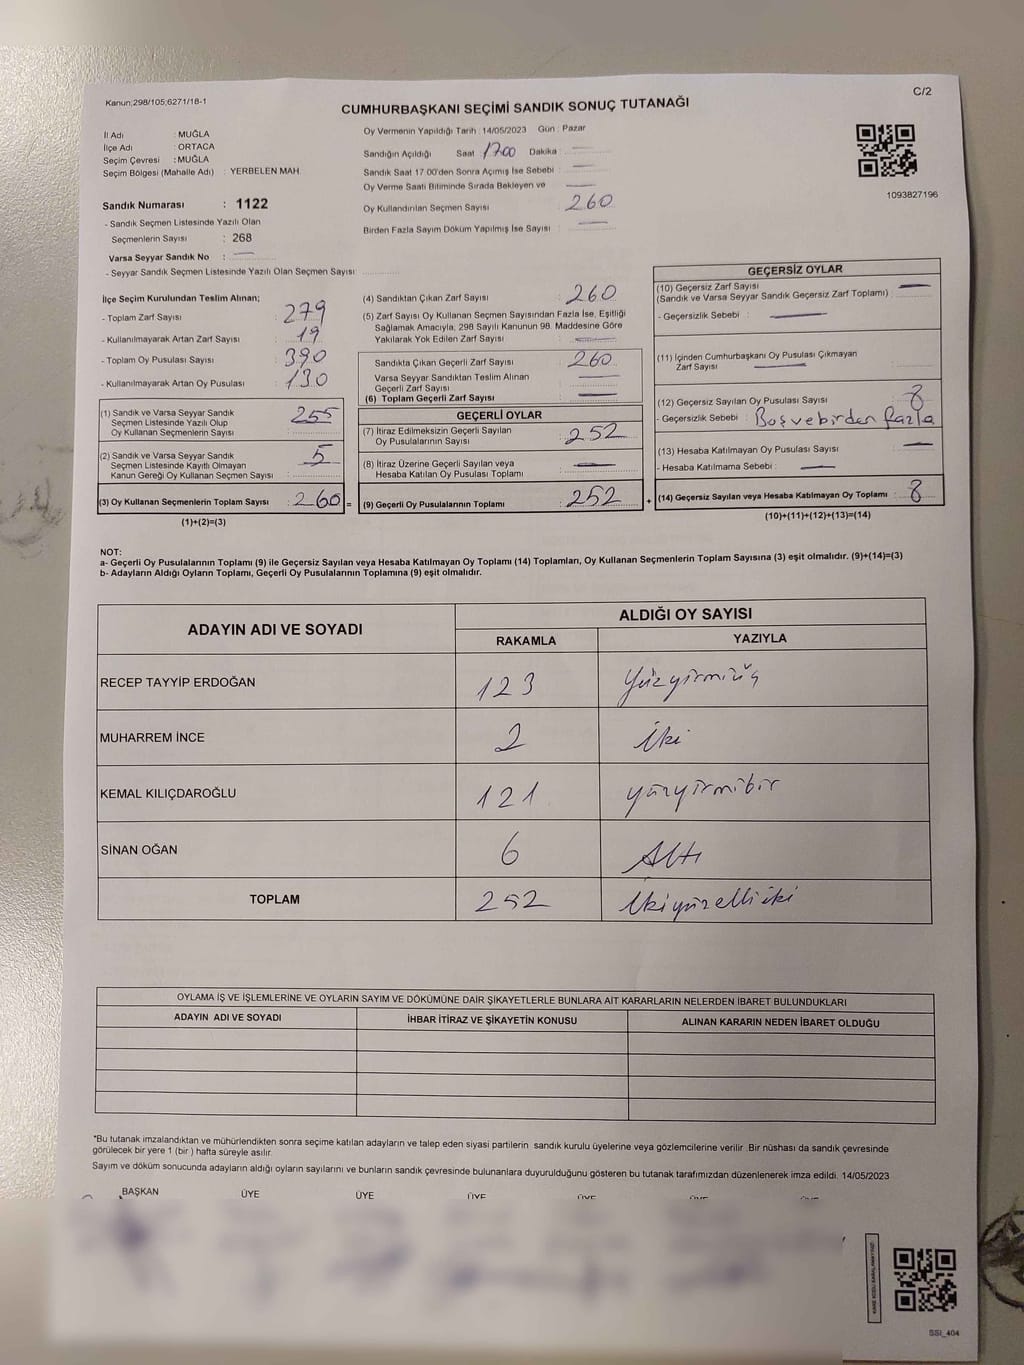 Kanun;298/105;6271/18-1
C/2
CUMHURBAŞKANI SEÇİMİ SANDIK SONUÇ TUTANAĞI
İl Adı : MUĞLA
İlçe Adı : ORTACA
Seçim Çevresi : MUĞLA
Seçim Bölgesi (Mahalle Adı) : YERBELEN MAH
Sandık Numarası : 1122
- Sandık Seçmen Listesinde Yazılı Olan
Seçmenlerin Sayısı : 268
Varsa Seyyar Sandık No : —
- Seyyar Sandık Seçmen Listesinde Yazılı Olan Seçmen Sayısı :
Oy Vermenin Yapıldığı Tarih : 14/05/2023 Gün : Pazar
Sandığın Açıldığı Saat : 17.00 Dakika : —
Sandık Saat 17 00'den Sonra Açımış İse Sebebi : —
Oy Verme Saati Bitiminde Sırada Bekleyen ve —
Oy Kullandırılan Seçmen Sayısı : 260
Birden Fazla Sayım Döküm Yapılmış İse Sayısı : —
1093827196
İlçe Seçim Kurulundan Teslim Alınan;
- Toplam Zarf Sayısı : 279
- Kullanılmayarak Artan Zarf Sayısı : 19
- Toplam Oy Pusulası Sayısı : 390
- Kullanılmayarak Artan Oy Pusulası : 130
(1) Sandık ve Varsa Seyyar Sandık
Seçmen Listesinde Yazılı Olup : 255
Oy Kullanan Seçmenlerin Sayısı
(2) Sandık ve Varsa Seyyar Sandık
Seçmen Listesinde Kayıtlı Olmayan : 5
Kanun Gereği Oy Kullanan Seçmen Sayısı
(3) Oy Kullanan Seçmenlerin Toplam Sayısı : 260 =
(1)+(2)=(3)
(4) Sandıktan Çıkan Zarf Sayısı : 260
(5) Zarf Sayısı Oy Kullanan Seçmen Sayısından Fazla İse, Eşitliği
Sağlamak Amacıyla, 298 Sayılı Kanunun 98. Maddesine Göre
Yakılarak Yok Edilen Zarf Sayısı : —
Sandıkta Çıkan Geçerli Zarf Sayısı : 260
Varsa Seyyar Sandıktan Teslim Alınan
Geçerli Zarf Sayısı : —
(6) Toplam Geçerli Zarf Sayısı : —
GEÇERLİ OYLAR
(7) İtiraz Edilmeksizin Geçerli Sayılan
Oy Pusulalarının Sayısı : 252
(8) İtiraz Üzerine Geçerli Sayılan veya
Hesaba Katılan Oy Pusulası Toplamı : —
(9) Geçerli Oy Pusulalarının Toplamı : 252 +
GEÇERSİZ OYLAR
(10) Geçersiz Zarf Sayısı : —
(Sandık ve Varsa Seyyar Sandık Geçersiz Zarf Toplamı)
- Geçersizlik Sebebi : —
(11) İçinden Cumhurbaşkanı Oy Pusulası Çıkmayan
Zarf Sayısı : —
(12) Geçersiz Sayılan Oy Pusulası Sayısı : 8
- Geçersizlik Sebebi : Boş ve birden fazla
(13) Hesaba Katılmayan Oy Pusulası Sayısı : —
- Hesaba Katılmama Sebebi : —
(14) Geçersiz Sayılan veya Hesaba Katılmayan Oy Toplamı : 8
(10)+(11)+(12)+(13)=(14)
NOT:
a- Geçerli Oy Pusulalarının Toplamı (9) ile Geçersiz Sayılan veya Hesaba Katılmayan Oy Toplamı (14) Toplamları, Oy Kullanan Seçmenlerin Toplam Sayısına (3) eşit olmalıdır. (9)+(14)=(3)
b- Adayların Aldığı Oyların Toplamı, Geçerli Oy Pusulalarının Toplamına (9) eşit olmalıdır.
ADAYIN ADI VE SOYADI
ALDIĞI OY SAYISI
RAKAMLA YAZIYLA
RECEP TAYYİP ERDOĞAN 123 Yüzyirmiüç
MUHARREM İNCE 2 İki
KEMAL KILIÇDAROĞLU 121 yüzyirmibir
SİNAN OĞAN 6 Altı
TOPLAM 252 İkiyüzelliiki
OYLAMA İŞ VE İŞLEMLERİNE VE OYLARIN SAYIM VE DÖKÜMÜNE DAİR ŞİKAYETLERLE BUNLARA AİT KARARLARIN NELERDEN İBARET BULUNDUKLARI
ADAYIN ADI VE SOYADI İHBAR İTİRAZ VE ŞİKAYETİN KONUSU ALINAN KARARIN NEDEN İBARET OLDUĞU
*Bu tutanak imzalandıktan ve mühürlendikten sonra seçime katılan adayların ve talep eden siyasi partilerin sandık kurulu üyelerine veya gözlemcilerine verilir. Bir nüshası da sandık çevresinde
görülecek bir yere 1 (bir ) hafta süreyle asılır.
Sayım ve döküm sonucunda adayların aldığı oyların sayılarını ve bunların sandık çevresinde bulunanlara duyurulduğunu gösteren bu tutanak tarafımızdan düzenlenerek imza edildi. 14/05/2023
BAŞKAN ÜYE ÜYE ÜYE ÜYE
SSI_404